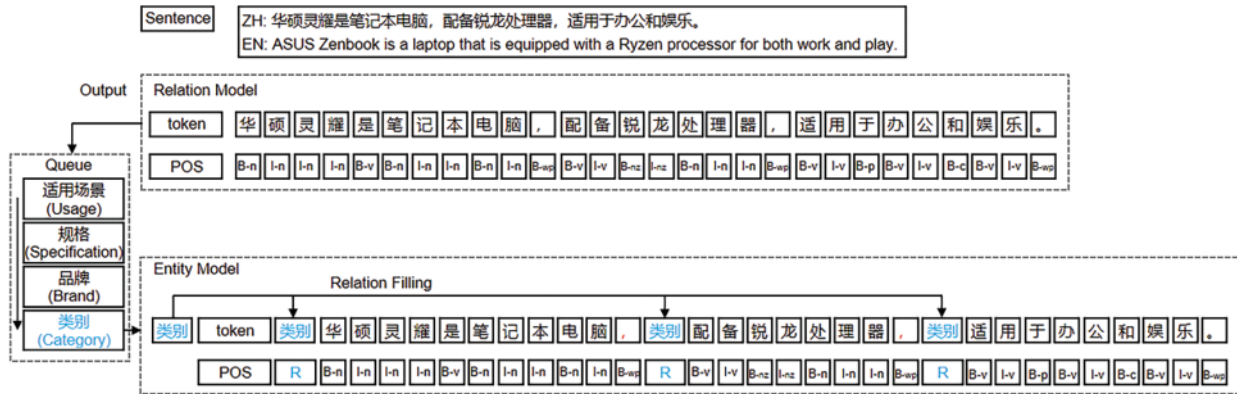 Sentence
ZH: 华硕灵耀是笔记本电脑，配备锐龙处理器，适用于办公和娱乐。
EN: ASUS Zenbook is a laptop that is equipped with a Ryzen processor for both work and play.
Output
Relation Model
token 华 硕 灵 耀 是 笔 记 本 电 脑 ， 配 备 锐 龙 处 理 器 ， 适 用 于 办 公 和 娱 乐 。
POS B-n I-n I-n I-n B-v B-n I-n I-n B-n I-n B-wp B-v I-v B-nz I-nz B-n I-n I-n B-wp B-v I-v B-p B-v I-v B-c B-v I-v B-wp
Queue
适用场景
(Usage)
规格
(Specification)
品牌
(Brand)
类别
(Category)
Entity Model
Relation Filling
类别 token 类别 华 硕 灵 耀 是 笔 记 本 电 脑 ， 类别 配 备 锐 龙 处 理 器 ， 类别 适 用 于 办 公 和 娱 乐 。
POS R B-n I-n I-n I-n B-v B-n I-n I-n B-n I-n B-wp R B-v I-v B-nz I-nz B-n I-n I-n B-wp R B-v I-v B-p B-v I-v B-c B-v I-v B-wp